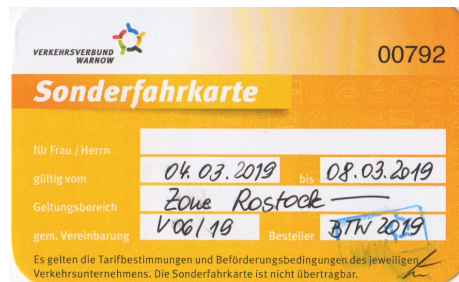 VERKEHRSVERBUND
WARNOW
00792
Sonderfahrkarte
für Frau / Herrn
gültig vom 04.03.2019 bis 08.03.2019
Geltungsbereich Zone Rostock —
gem. Vereinbarung V06/19 Besteller BTW 2019
Es gelten die Tarifbestimmungen und Beförderungsbedingungen des jeweiligen
Verkehrsunternehmens. Die Sonderfahrkarte ist nicht übertragbar.